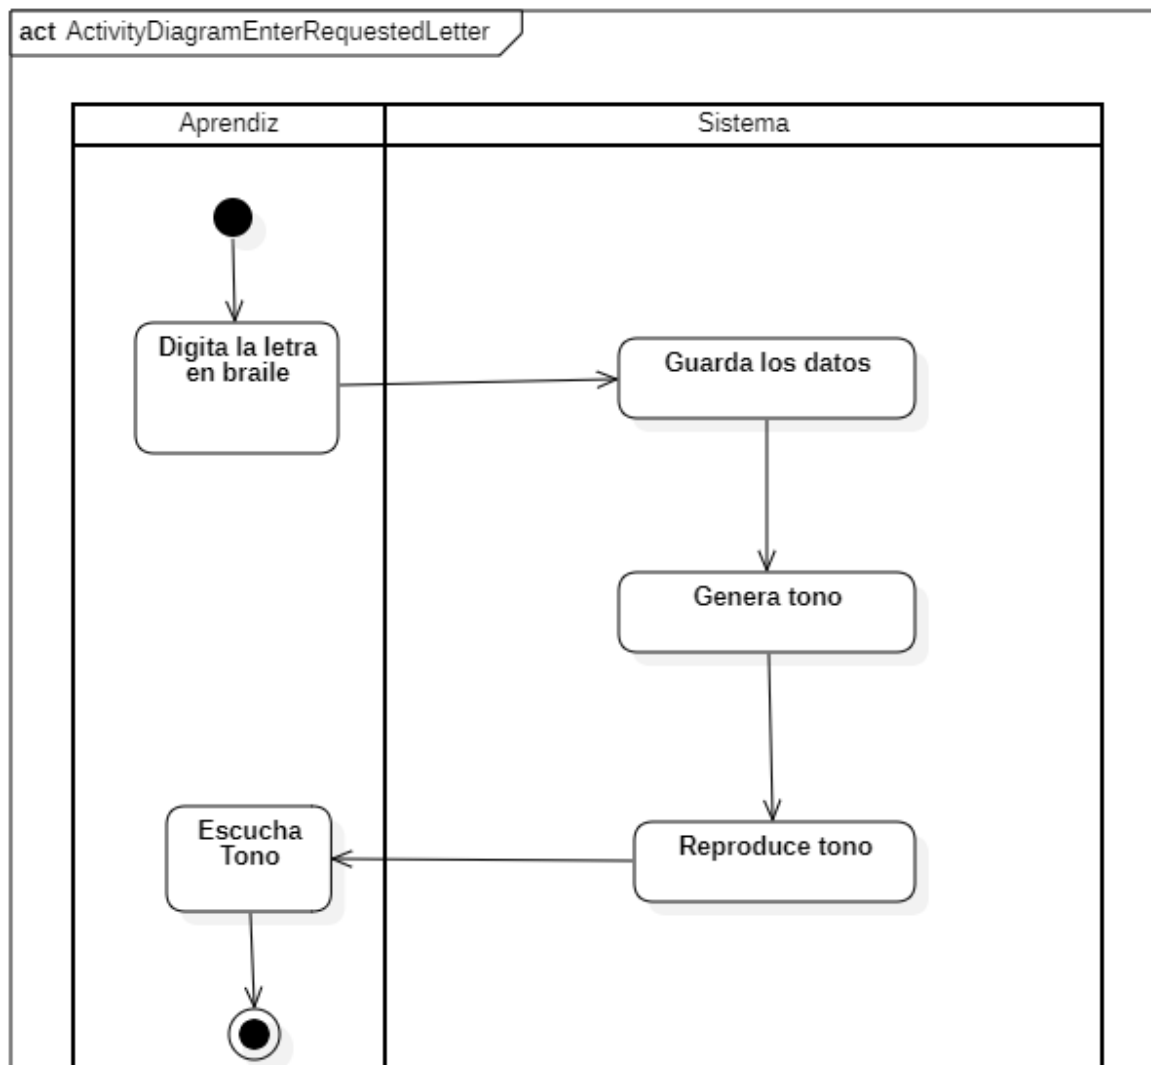 act ActivityDiagramEnterRequestedLetter
Aprendiz
Sistema
Digita la letra
en braile
Guarda los datos
Genera tono
Reproduce tono
Escucha
Tono